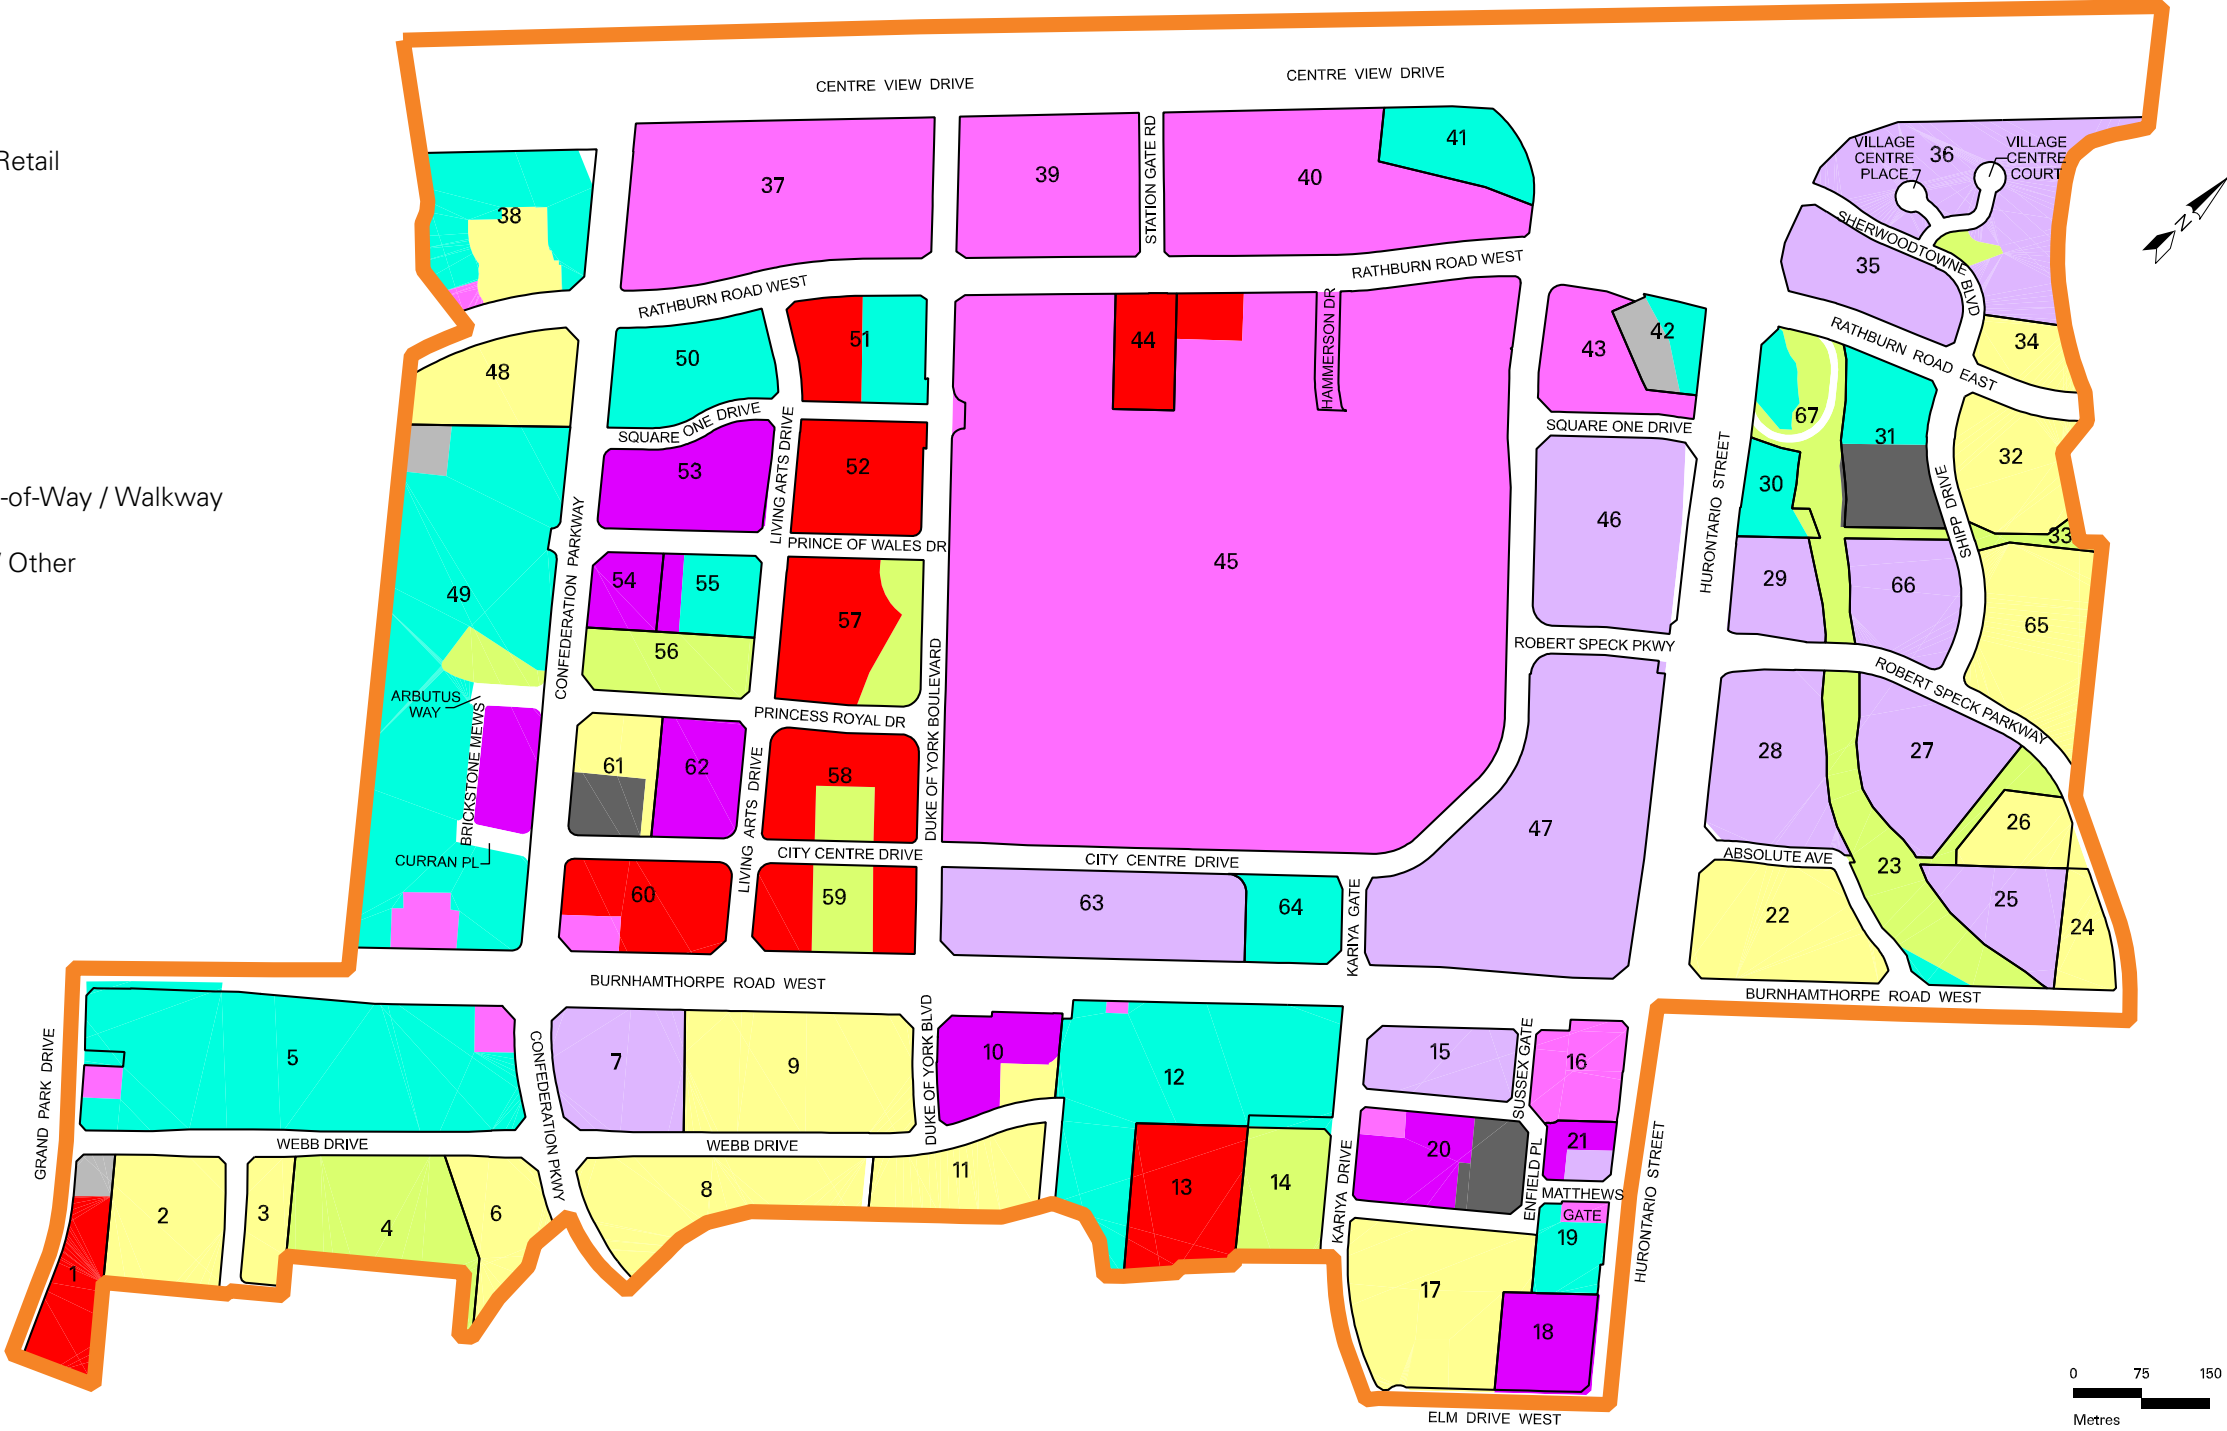 CENTRE VIEW DRIVE
CENTRE VIEW DRIVE
Retail
-of-Way / Walkway
/ Other
37
39
STATION GATE RD
40
41
VILLAGE
CENTRE
PLACE
36
VILLAGE
CENTRE
COURT
N
38
SHERWOODTOWNE BLVD
35
RATHBURN ROAD WEST
RATHBURN ROAD WEST
RATHBURN ROAD EAST
34
48
50
51
44
HAMMERSON DR
43
42
67
31
32
SQUARE ONE DRIVE
SQUARE ONE DRIVE
LIVING ARTS DRIVE
53
52
30
33
SHIPP DRIVE
HURONTARIO STREET
46
45
PRINCE OF WALES DR
CONFEDERATION PARKWAY
49
54
55
56
57
29
66
65
ROBERT SPECK PKWY
ROBERT SPECK PARKWAY
ARBUTUS
WAY
BRICKSTONE MEWS
PRINCESS ROYAL DR
DUKE OF YORK BOULEVARD
61
62
58
LIVING ARTS DRIVE
28
27
26
47
CURRAN PL
CITY CENTRE DRIVE
CITY CENTRE DRIVE
ABSOLUTE AVE
23
60
59
63
64
KARIYA GATE
22
25
24
BURNHAMTHORPE ROAD WEST
BURNHAMTHORPE ROAD WEST
GRAND PARK DRIVE
5
CONFEDERATION PKWY
7
9
DUKE OF YORK BLVD
10
12
15
SUSSEX GATE
16
WEBB DRIVE
WEBB DRIVE
20
21
ENFIELD PL
MATTHEWS
GATE
HURONTARIO STREET
1
2
3
4
6
8
11
13
14
KARIYA DRIVE
19
17
18
ELM DRIVE WEST
0 75 150
Metres